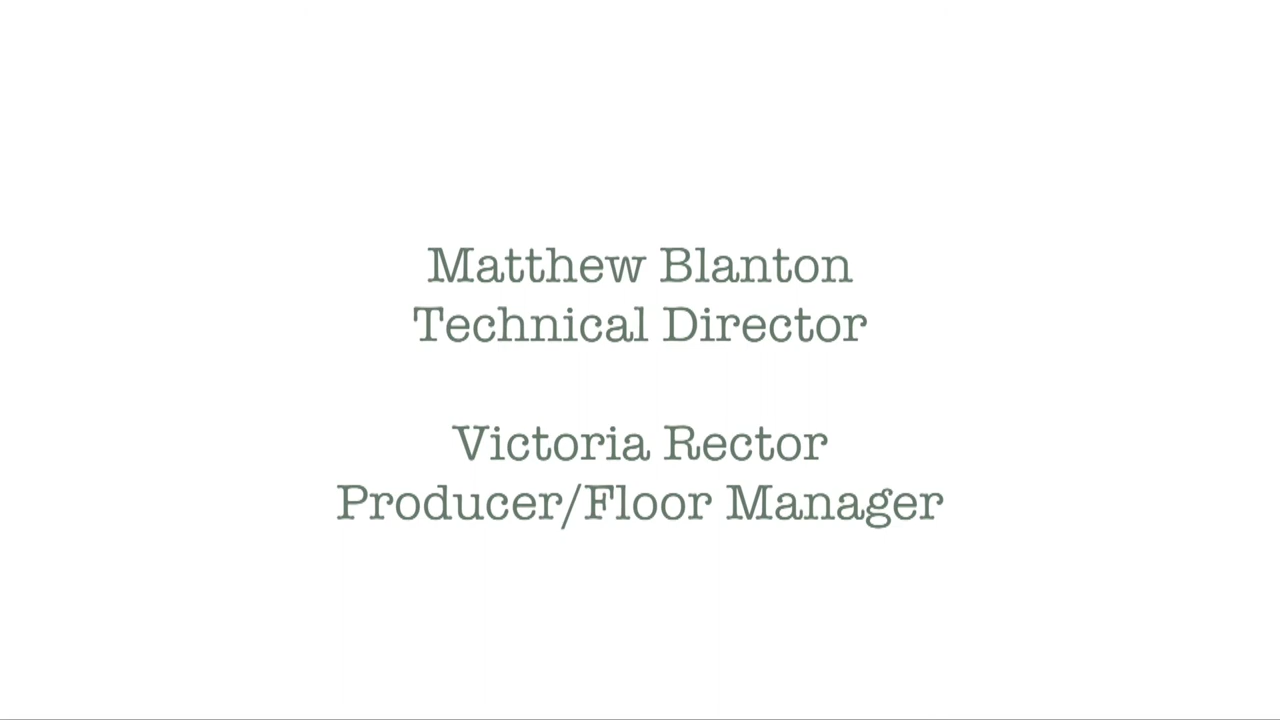 Matthew Blanton
Technical Director
Victoria Rector
Producer/Floor Manager